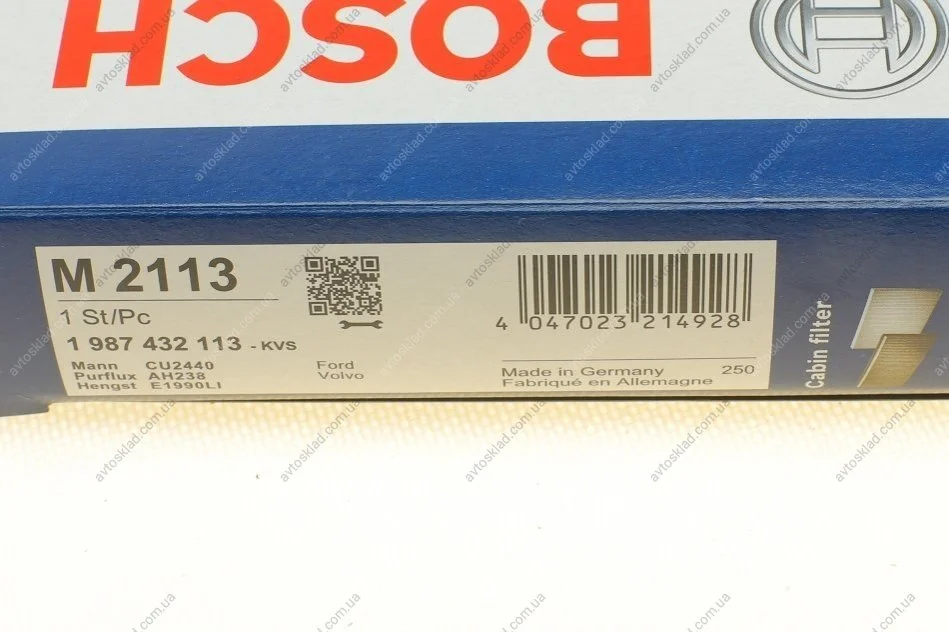 BOSCH
M 2113
1 St/Pc
1 987 432 113 - KVS
Mann CU2440
Purflux AH238
Hengst E1990LI
Ford
Volvo
4 047023 214928
Made in Germany
Fabriqué en Allemagne
250
Cabin filter
avtosklad.com.ua